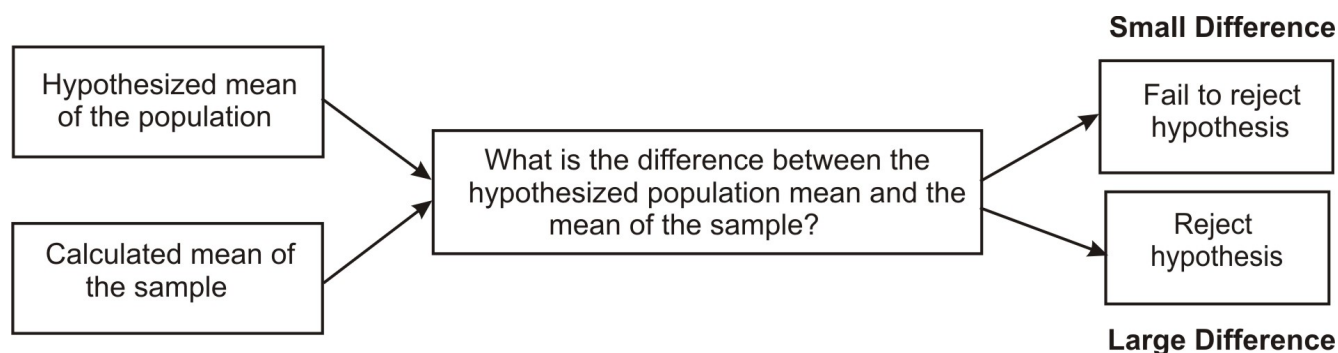 Small Difference
Hypothesized mean
of the population
Fail to reject
hypothesis
What is the difference between the
hypothesized population mean and the
mean of the sample?
Calculated mean of
the sample
Reject
hypothesis
Large Difference